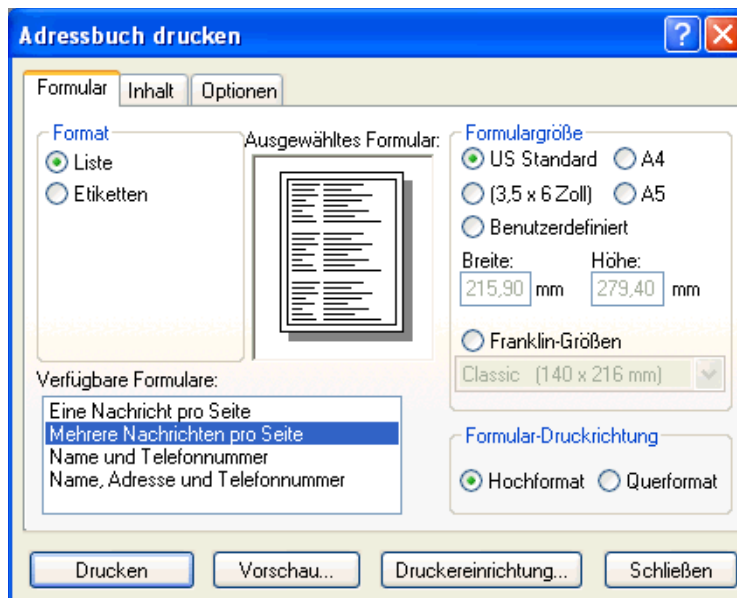 Adressbuch drucken
Formular Inhalt Optionen
Format
Liste
Etiketten
Ausgewähltes Formular:
Formulargröße
US Standard A4
(3,5 x 6 Zoll) A5
Benutzerdefiniert
Breite: Höhe:
215,90 mm 279,40 mm
Franklin-Größen
Classic (140 x 216 mm)
Verfügbare Formulare:
Eine Nachricht pro Seite
Mehrere Nachrichten pro Seite
Name und Telefonnummer
Name, Adresse und Telefonnummer
Formular-Druckrichtung
Hochformat Querformat
Drucken Vorschau... Druckereinrichtung... Schließen